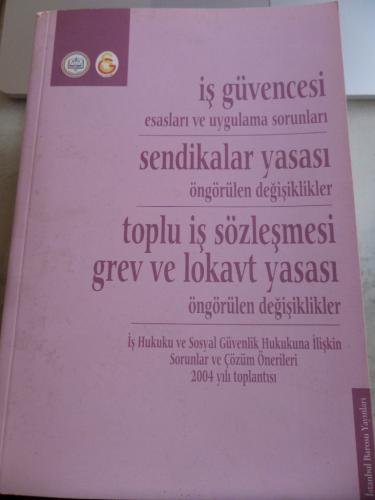 iş güvencesi
esasları ve uygulama sorunları
sendikalar yasası
öngörülen değişiklikler
toplu iş sözleşmesi
grev ve lokavt yasası
öngörülen değişiklikler
İş Hukuku ve Sosyal Güvenlik Hukukuna İlişkin
Sorunlar ve Çözüm Önerileri
2004 yılı toplantısı
İstanbul Barosu Yayınları